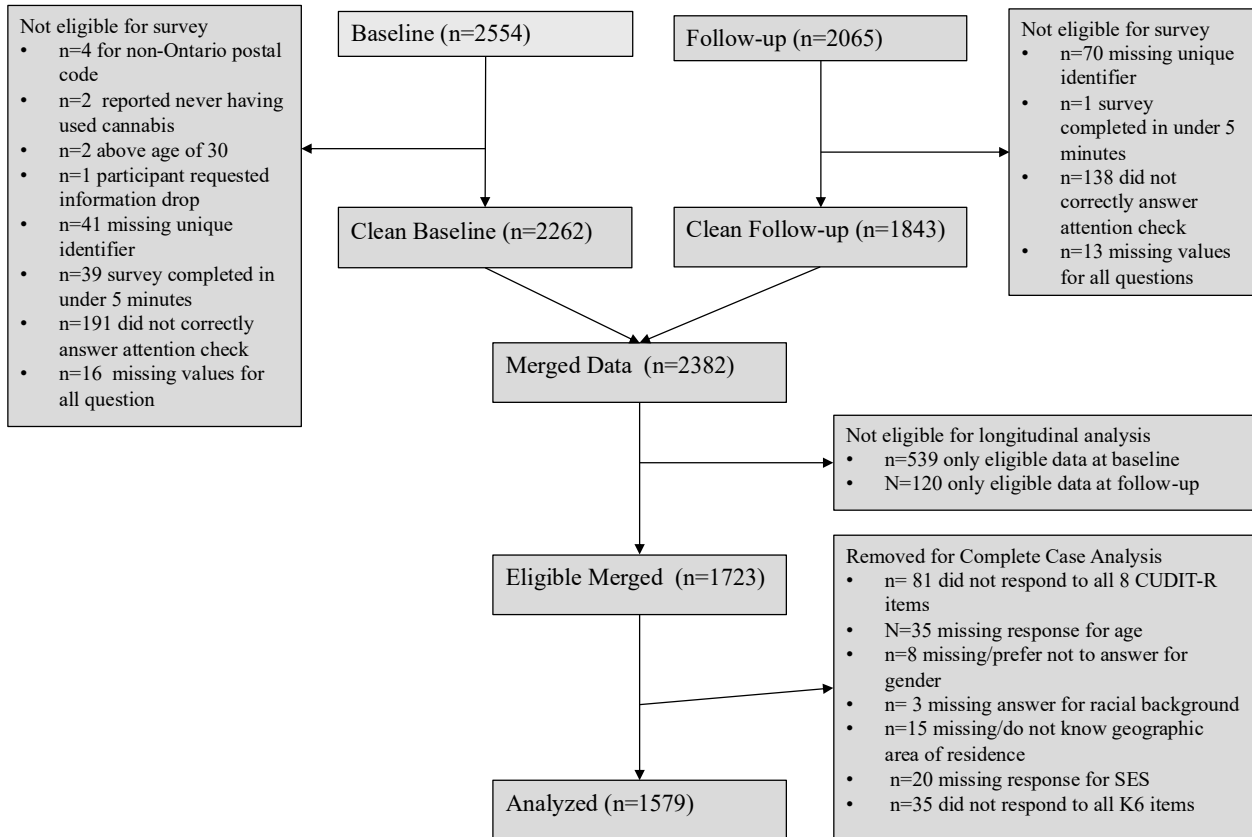 Not eligible for survey
• n=4 for non-Ontario postal
code
• n=2 reported never having
used cannabis
• n=2 above age of 30
• n=1 participant requested
information drop
• n=41 missing unique
identifier
• n=39 survey completed in
under 5 minutes
• n=191 did not correctly
answer attention check
• n=16 missing values for
all question
Baseline (n=2554)
Follow-up (n=2065)
Not eligible for survey
• n=70 missing unique
identifier
• n=1 survey
completed in under 5
minutes
• n=138 did not
correctly answer
attention check
• n=13 missing values
for all questions
Clean Baseline (n=2262)
Clean Follow-up (n=1843)
Merged Data (n=2382)
Not eligible for longitudinal analysis
• n=539 only eligible data at baseline
• N=120 only eligible data at follow-up
Eligible Merged (n=1723)
Removed for Complete Case Analysis
• n= 81 did not respond to all 8 CUDIT-R
items
• N=35 missing response for age
• n=8 missing/prefer not to answer for
gender
• n= 3 missing answer for racial background
• n=15 missing/do not know geographic
area of residence
• n=20 missing response for SES
• n=35 did not respond to all K6 items
Analyzed (n=1579)